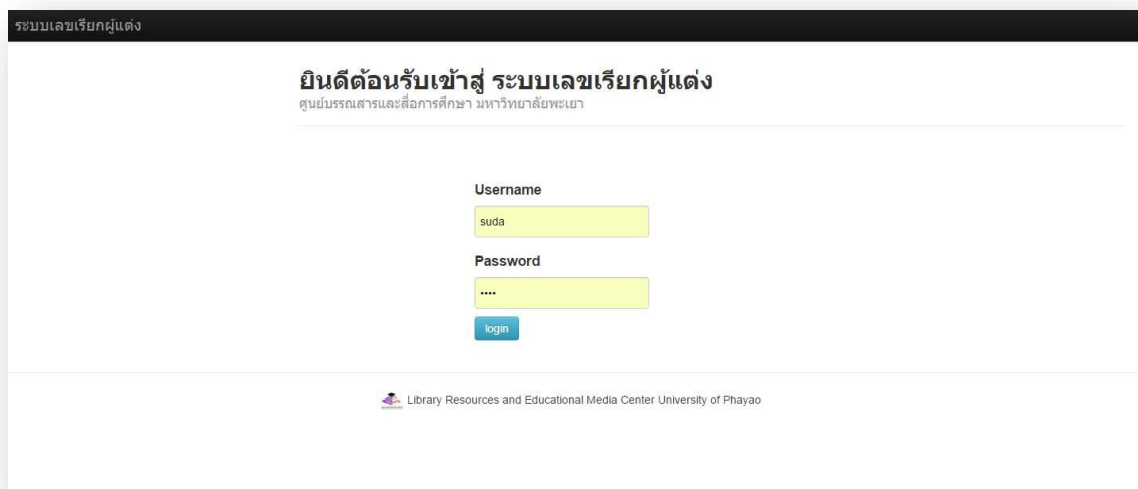 ระบบเลขเรียกผู้แต่ง
ยินดีต้อนรับเข้าสู่ ระบบเลขเรียกผู้แต่ง
ศูนย์บรรณสารและสื่อการศึกษา มหาวิทยาลัยพะเยา
Username
suda
Password
••••
login
Library Resources and Educational Media Center University of Phayao